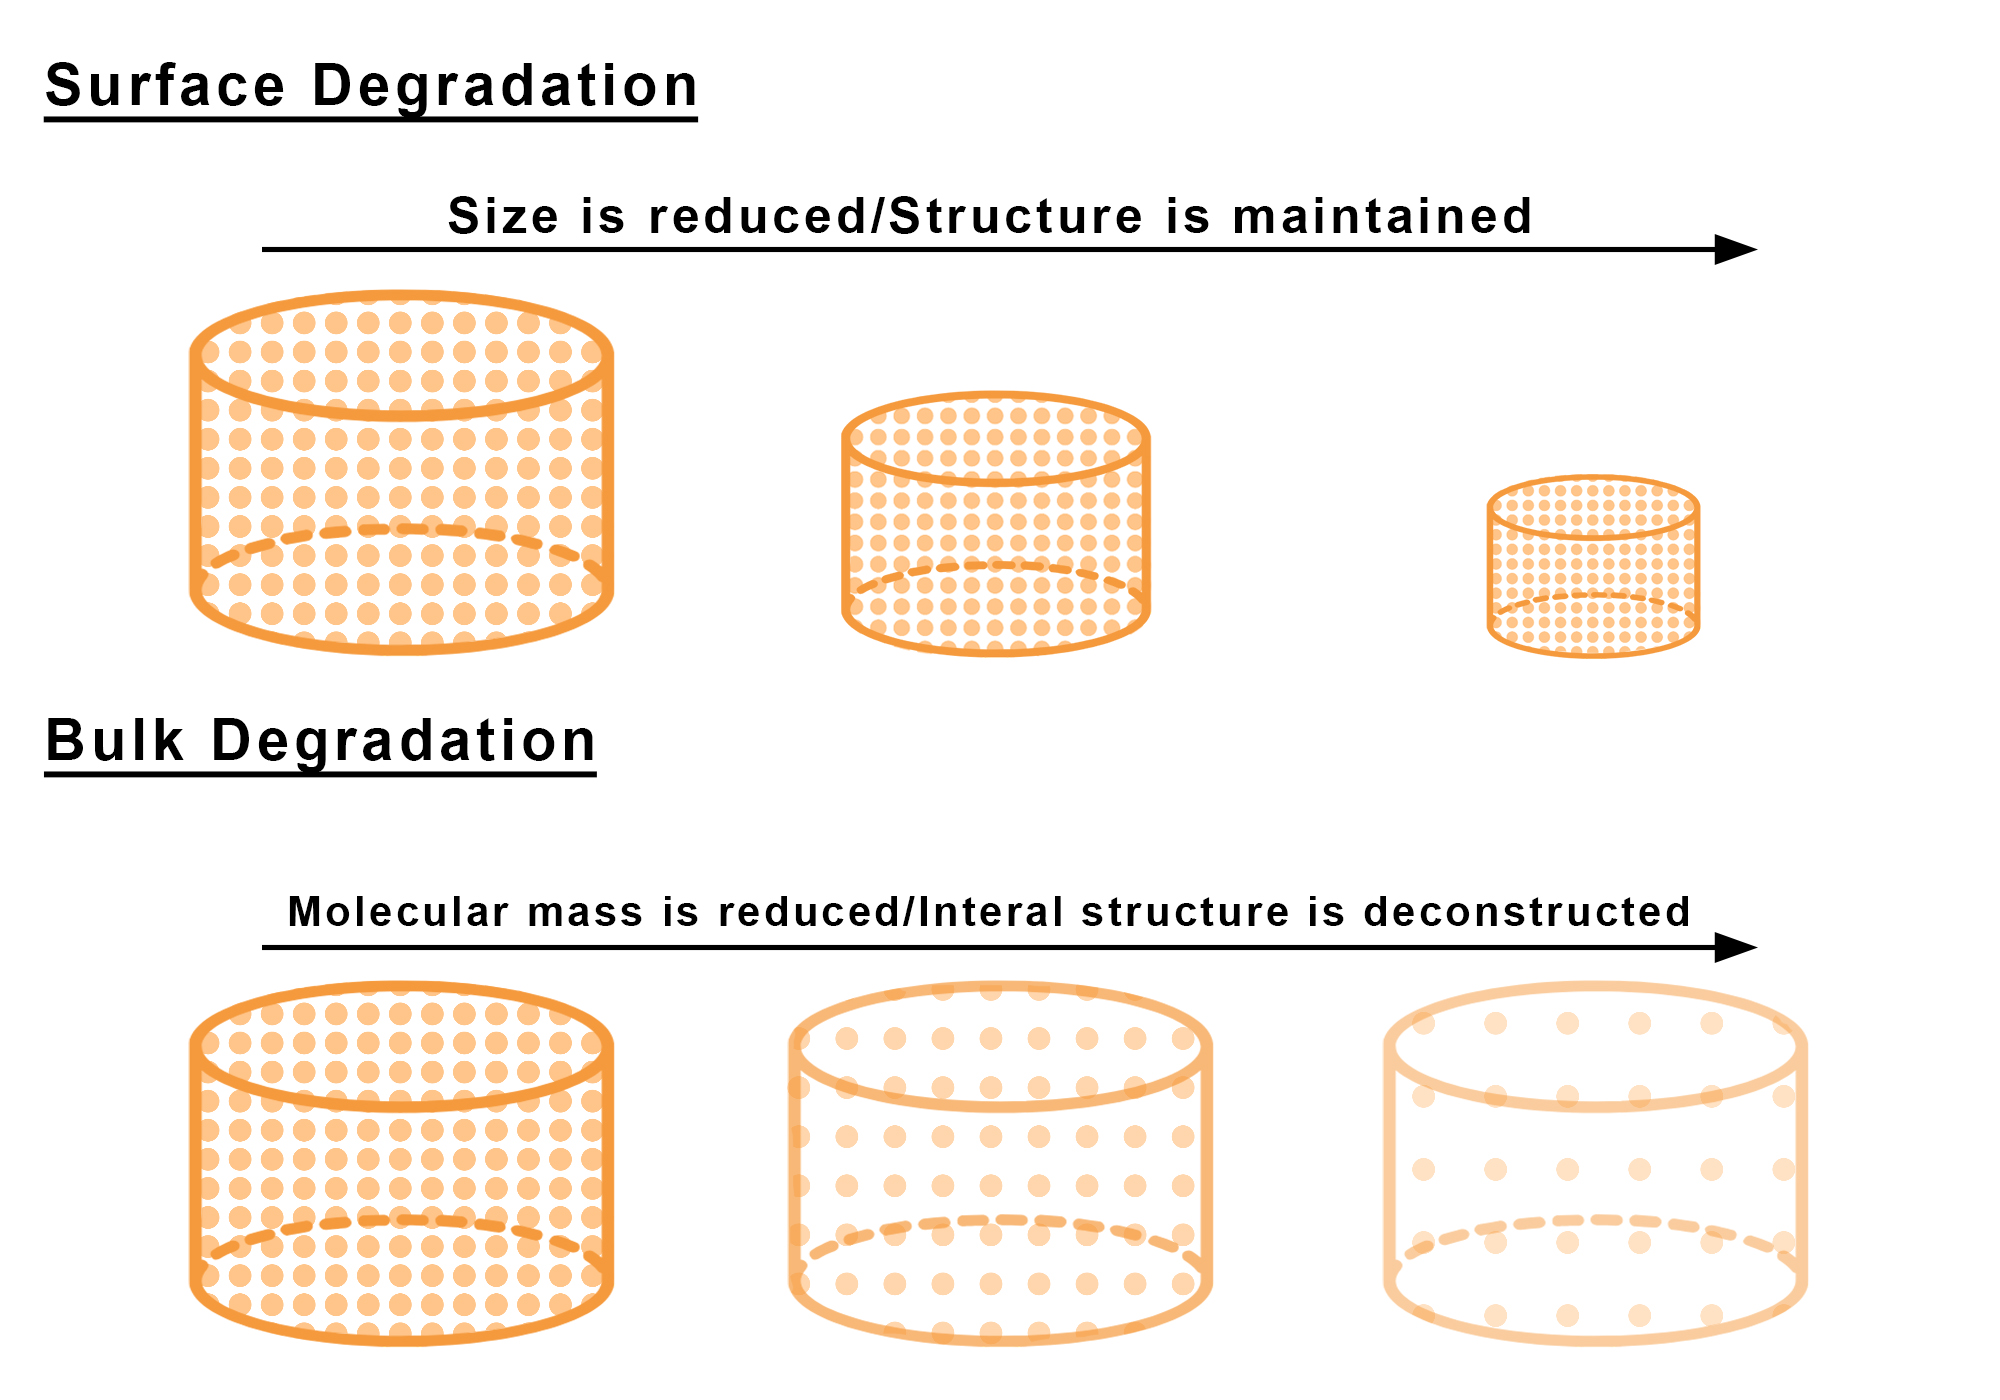 Surface Degradation
Size is reduced/Structure is maintained
Bulk Degradation
Molecular mass is reduced/Interal structure is deconstructed